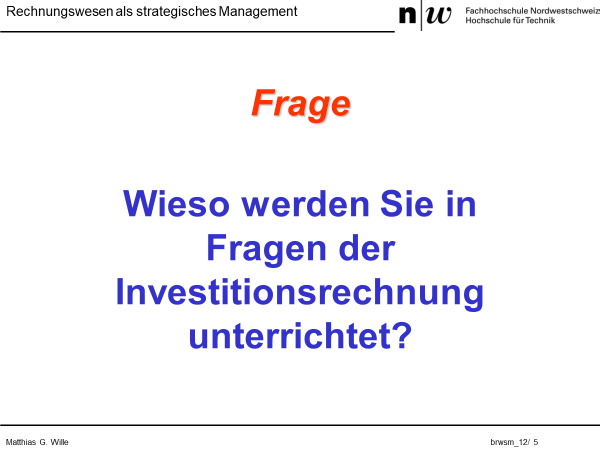 Rechnungswesen als strategisches Management
n|w Fachhochschule Nordwestschweiz
Hochschule für Technik
Frage
Wieso werden Sie in
Fragen der
Investitionsrechnung
unterrichtet?
Matthias G. Wille
brwsm_12/ 5